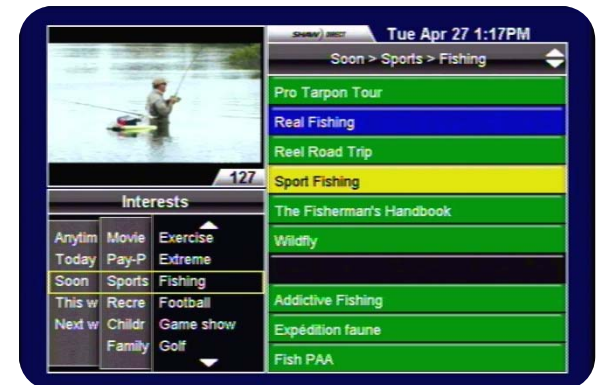 SHAW) DIRECT
Tue Apr 27 1:17PM
Soon > Sports > Fishing
Pro Tarpon Tour
Real Fishing
Reel Road Trip
Sport Fishing
The Fisherman's Handbook
Wildfly
Addictive Fishing
Expédition faune
Fish PAA
127
Interests
Anytim Movie Exercise
Today Pay-P Extreme
Soon Sports Fishing
This w Recre Football
Next w Childr Game show
Family Golf